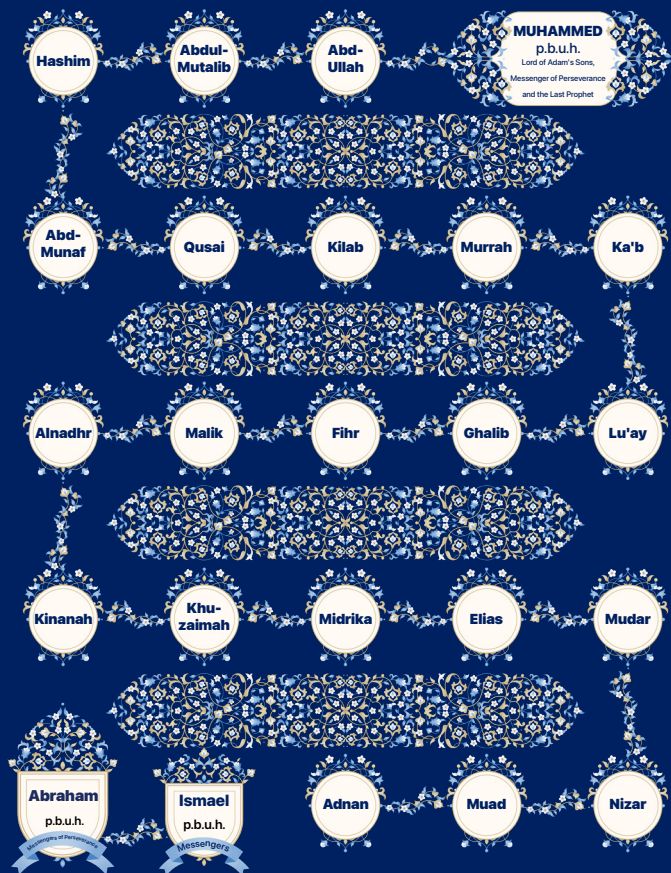 Hashim
Abdul-
Mutalib
Abd-
Ullah
MUHAMMED
p.b.u.h.
Lord of Adam's Sons,
Messenger of Perseverance
and the Last Prophet
Abd-
Munaf
Qusai
Kilab
Murrah
Ka'b
Alnadhr
Malik
Fihr
Ghalib
Lu'ay
Kinanah
Khu-
zaimah
Midrika
Elias
Mudar
Abraham
p.b.u.h.
Messengers of Perseverance
Ismael
p.b.u.h.
Messengers
Adnan
Muad
Nizar